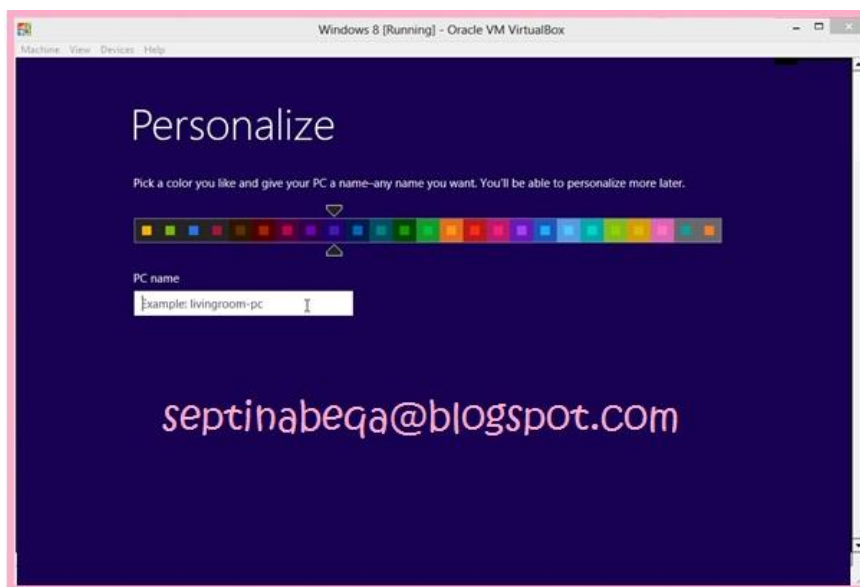 Windows 8 [Running] - Oracle VM VirtualBox
Machine View Devices Help
Personalize
Pick a color you like and give your PC a name–any name you want. You'll be able to personalize more later.
PC name
Example: livingroom-pc
septinabeqa@blogspot.com